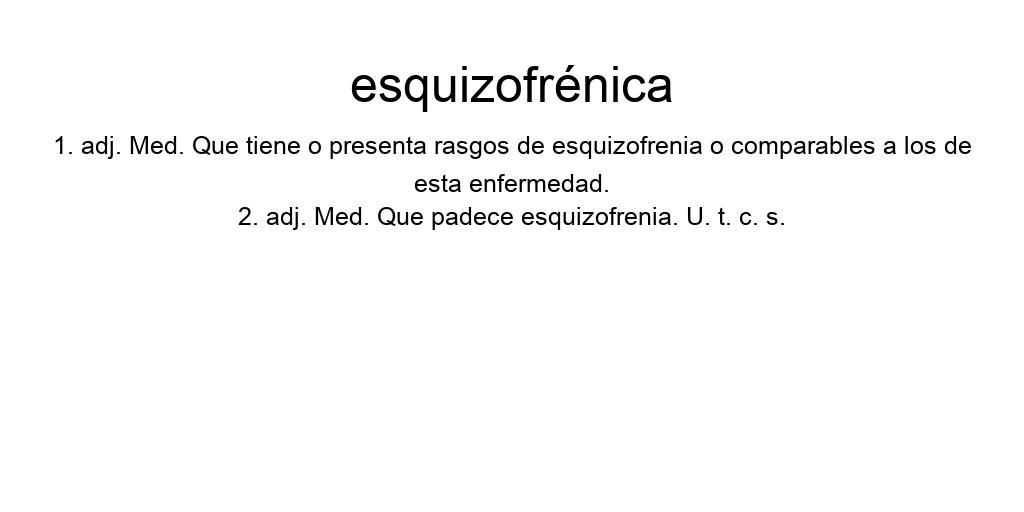 esquizofrénica
1. adj. Med. Que tiene o presenta rasgos de esquizofrenia o comparables a los de
esta enfermedad.
2. adj. Med. Que padece esquizofrenia. U. t. c. s.